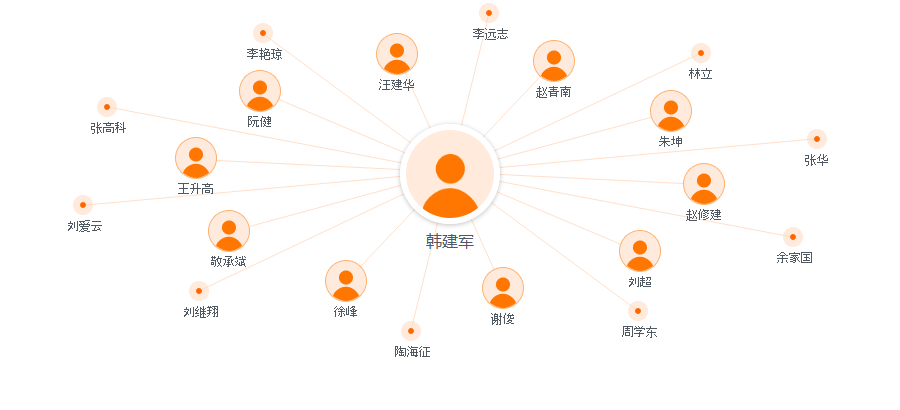 李远志
李艳琼
汪建华
林立
赵春南
阮健
张高科
朱坤
张华
王升高
赵修建
刘爱云
韩建军
余家国
敬承斌
刘超
刘继翔
徐峰
谢俊
周学东
陶海征